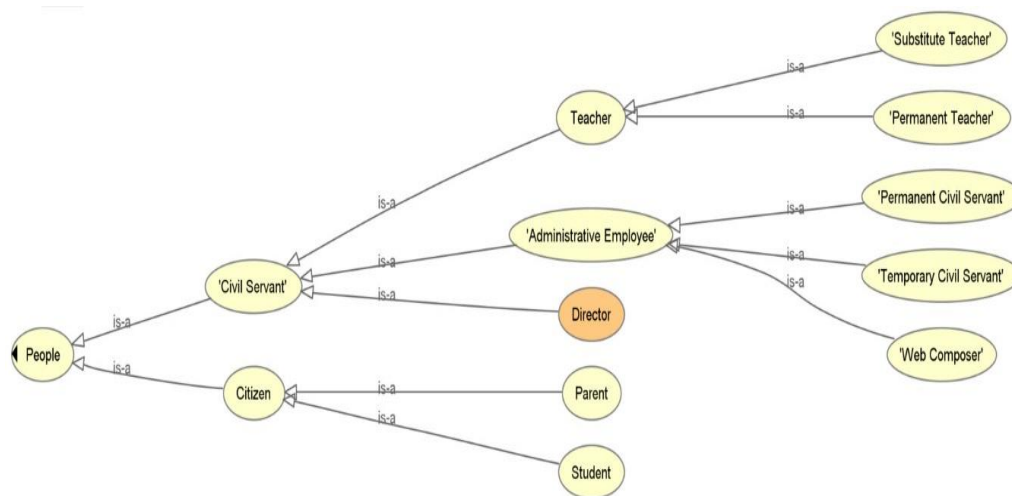 'Substitute Teacher'
is-a
Teacher
is-a
'Permanent Teacher'
is-a
'Permanent Civil Servant'
is-a
'Administrative Employee'
is-a
'Temporary Civil Servant'
is-a
'Civil Servant'
is-a
is-a
Director
is-a
People
'Web Composer'
is-a
Citizen
is-a
Parent
is-a
Student